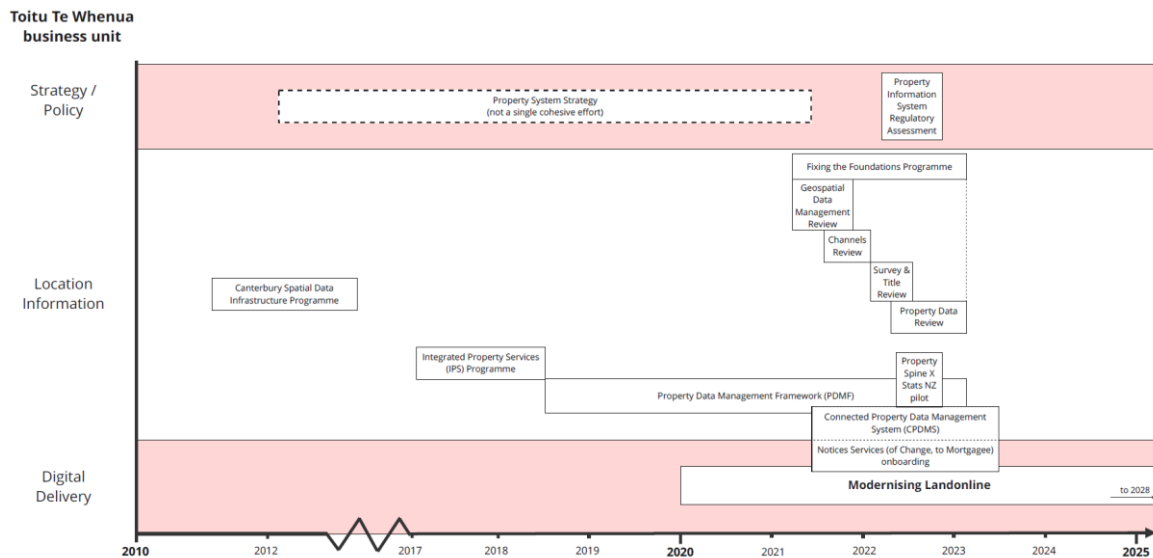 Toitu Te Whenua
business unit
Strategy /
Policy
Property System Strategy
(not a single cohesive effort)
Property
Information
System
Regulatory
Assessment
Location
Information
Fixing the Foundations Programme
Geospatial
Data
Management
Review
Channels
Review
Survey &
Title
Review
Property Data
Review
Canterbury Spatial Data
Infrastructure Programme
Integrated Property Services
(IPS) Programme
Property Data Management Framework (PDMF)
Property
Spine X
Stats NZ
pilot
Connected Property Data Management
System (CPDMS)
Digital
Delivery
Notices Services (of Change, to Mortgagee)
onboarding
Modernising Landonline
to 2028
2010 2012 2017 2018 2019 2020 2021 2022 2023 2024 2025